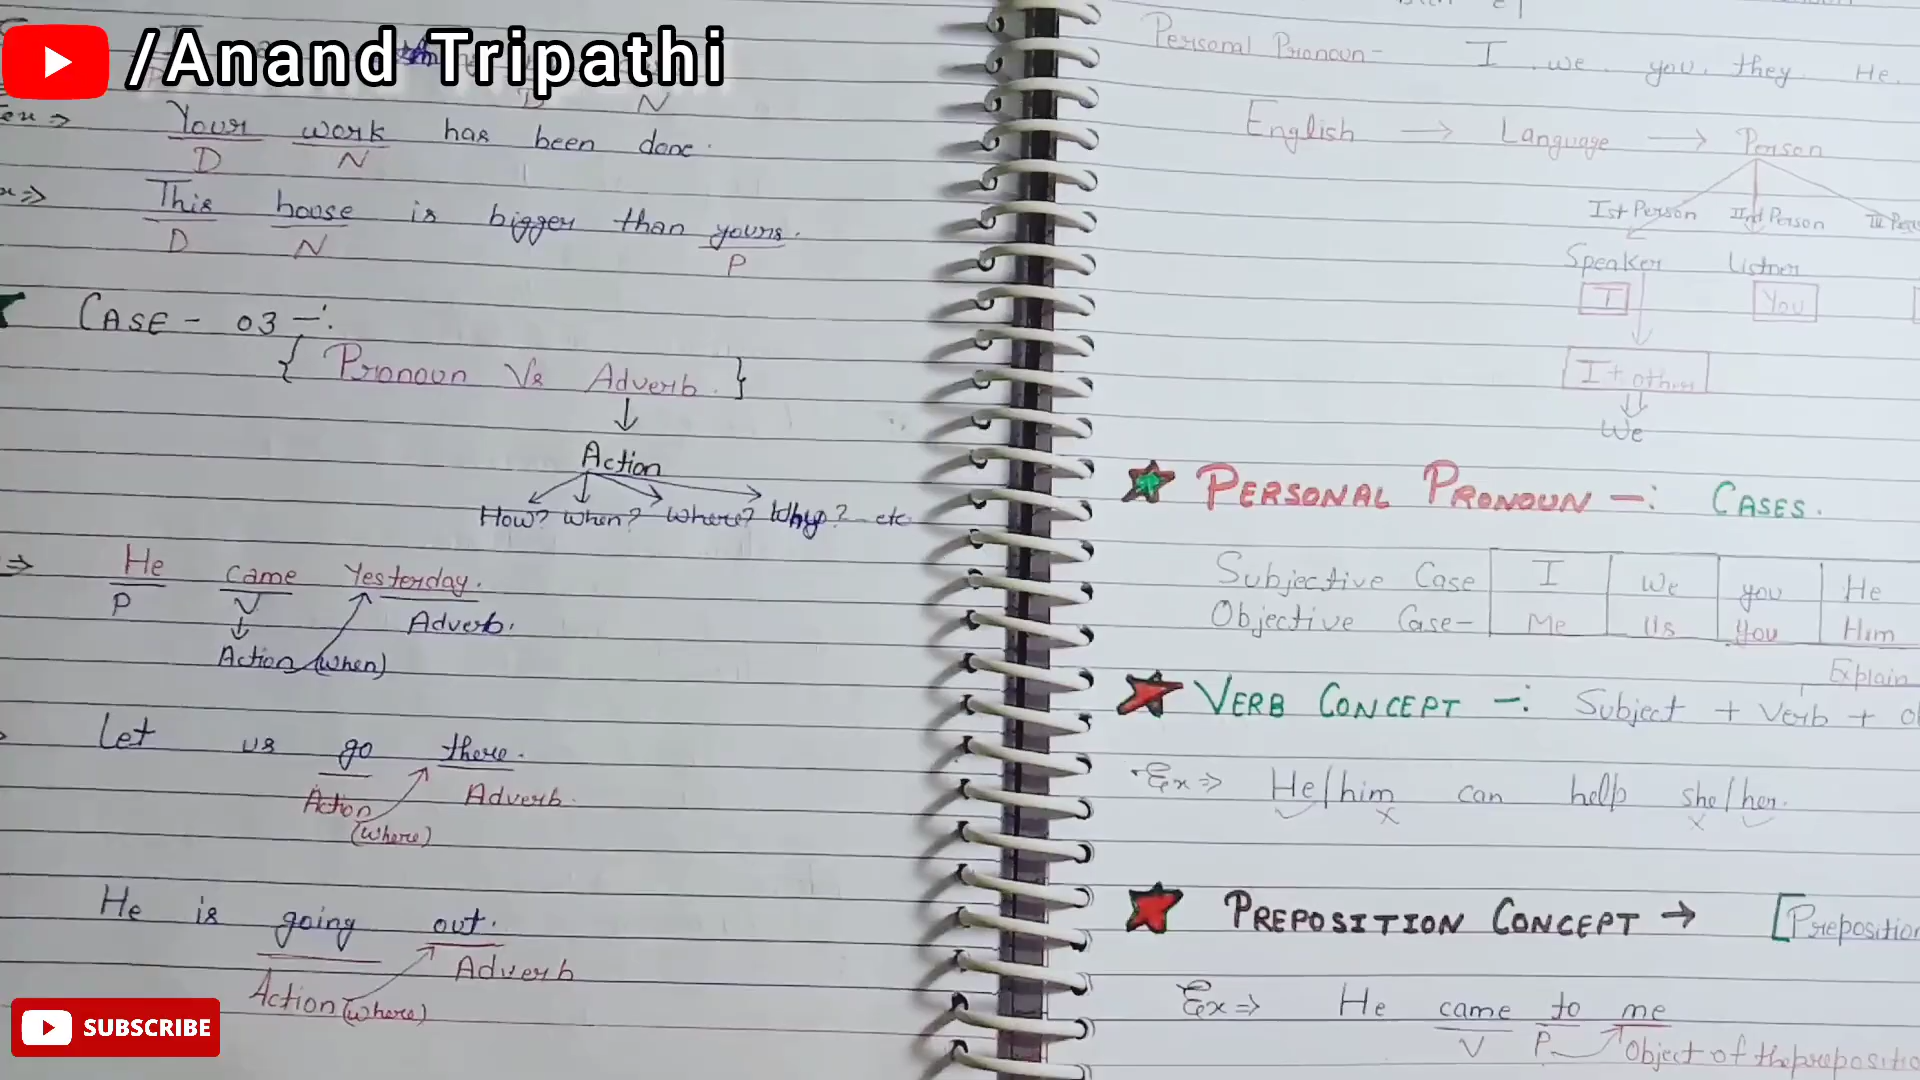 /Anand Tripathi
D N
Ex ⇒ Your work has been done.
D N
⇒ This house is bigger than yours.
D N P
CASE - 03 -:
{ Pronoun Vs Adverb. }
Action
How? When? Where? Why? etc
⇒ He came Yesterday.
P V Adverb.
Action (when)
Let us go there.
Action Adverb.
(where)
He is going out.
Adverb
Action (where)
SUBSCRIBE
Personal Pronoun - I we you, they He.
English → Language → Person
Ist Person IInd Person III
Speaker Listner
I You
I + other
We
PERSONAL PRONOUN -: CASES.
Subjective Case I We you He
Objective Case - Me Us You Him
Explain
VERB CONCEPT -: Subject + Verb +
Ex ⇒ He/him can help she/her.
PREPOSITION CONCEPT → [Preposition
Ex ⇒ He came to me
V P Object of the preposition